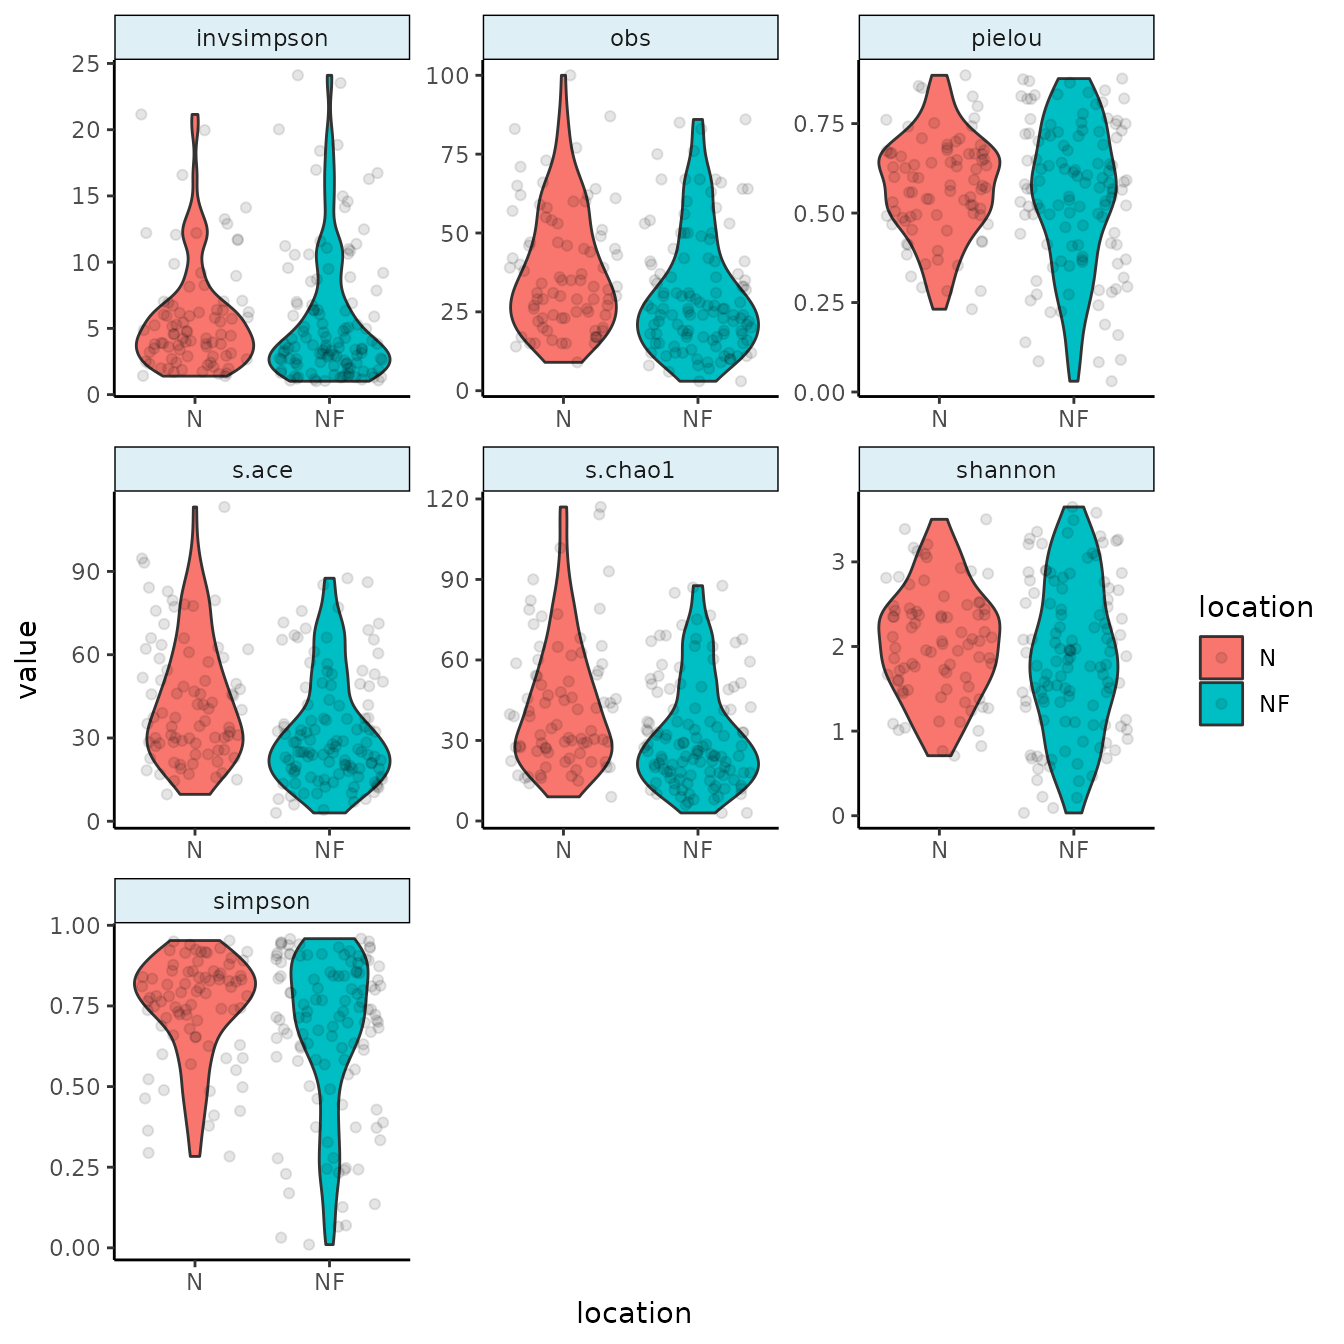 invsimpson
obs
pielou
25
20
15
10
5
0
N
NF
100
75
50
25
0
N
NF
0.75
0.50
0.25
0.00
N
NF
s.ace
s.chao1
shannon
90
60
30
0
N
NF
120
90
60
30
0
N
NF
3
2
1
0
N
NF
simpson
1.00
0.75
0.50
0.25
0.00
N
NF
value
location
location
N
NF